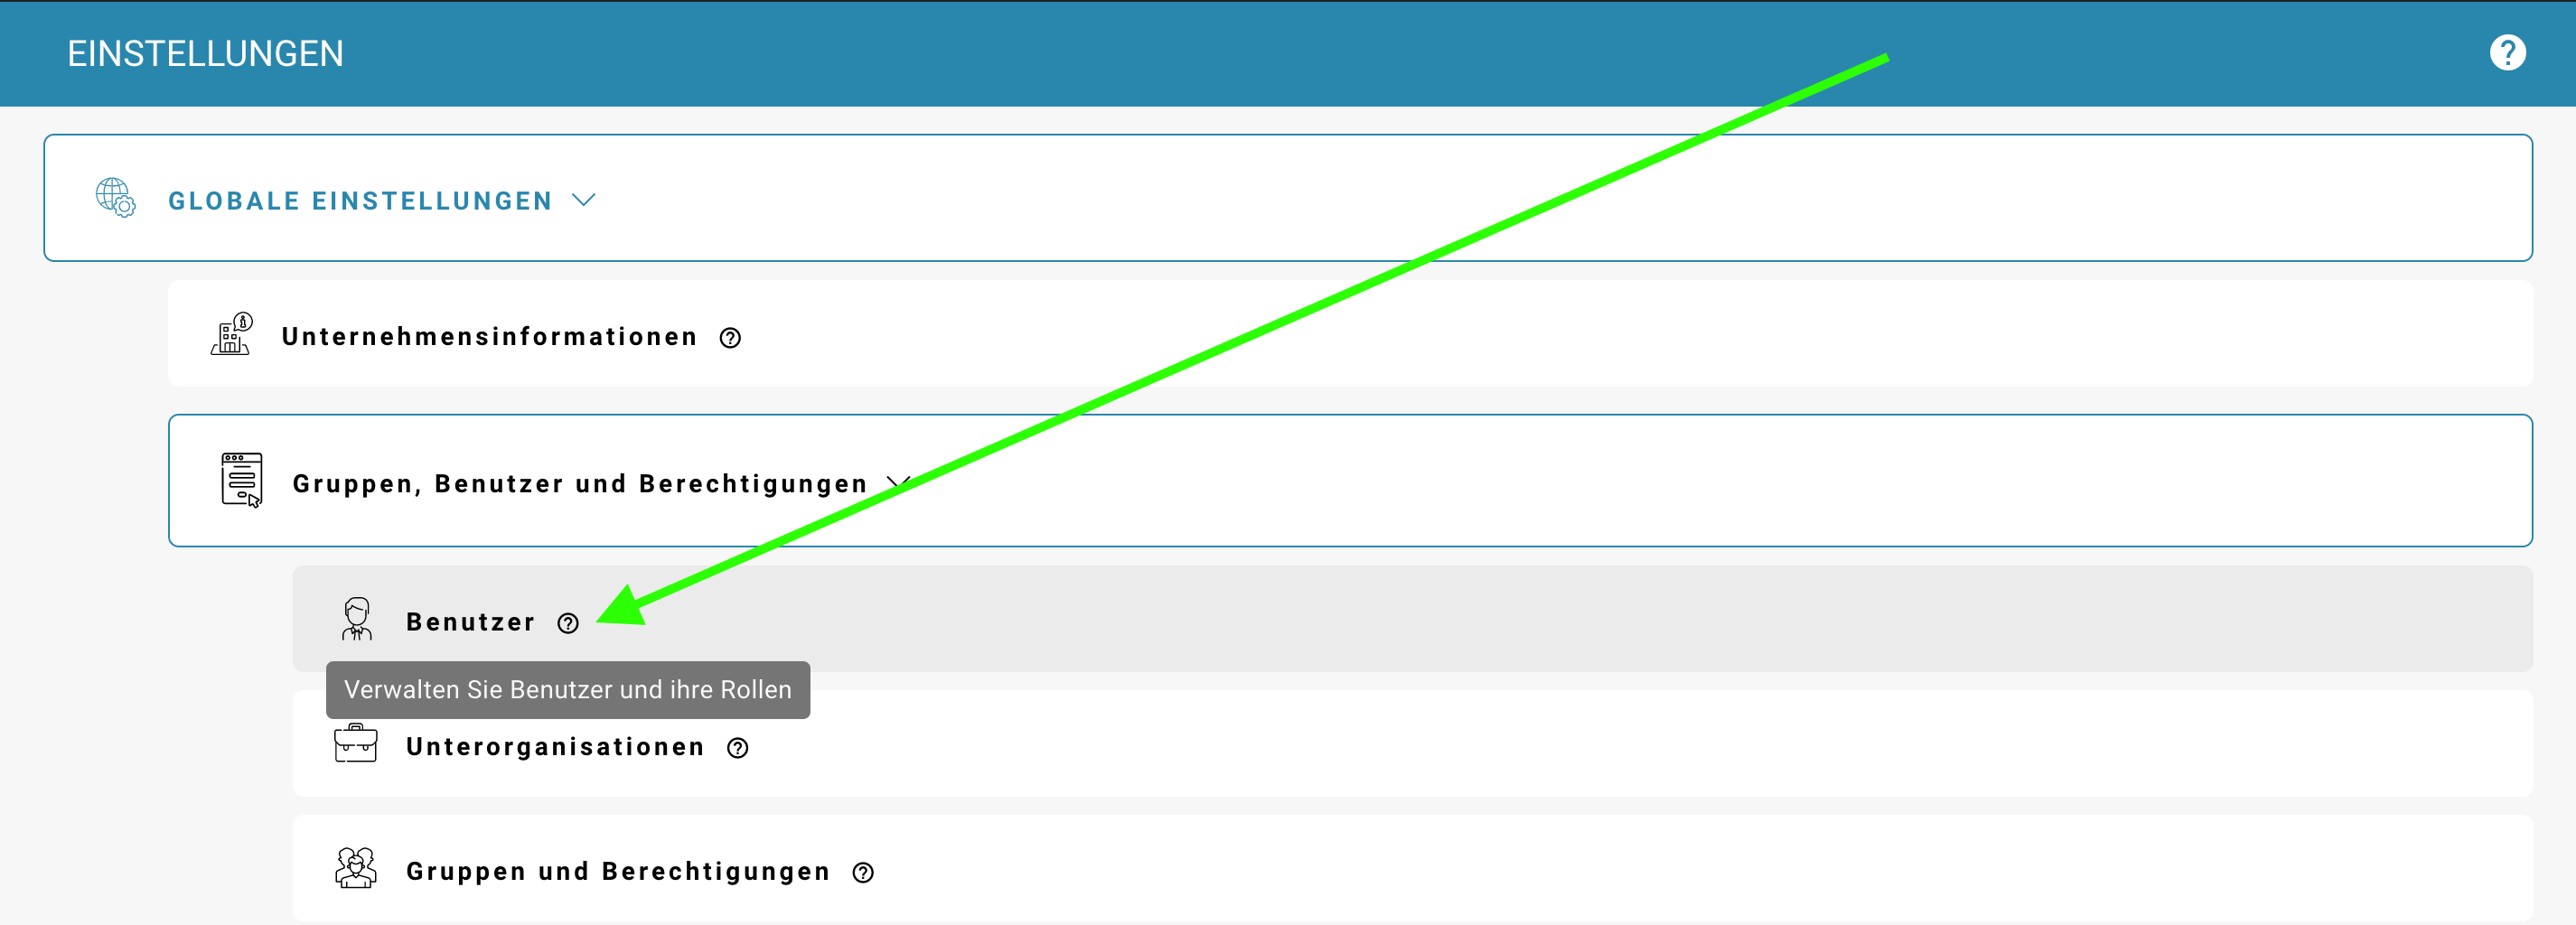 EINSTELLUNGEN
GLOBALE EINSTELLUNGEN
Unternehmensinformationen
Gruppen, Benutzer und Berechtigungen
Benutzer
Verwalten Sie Benutzer und ihre Rollen
Unterorganisationen
Gruppen und Berechtigungen